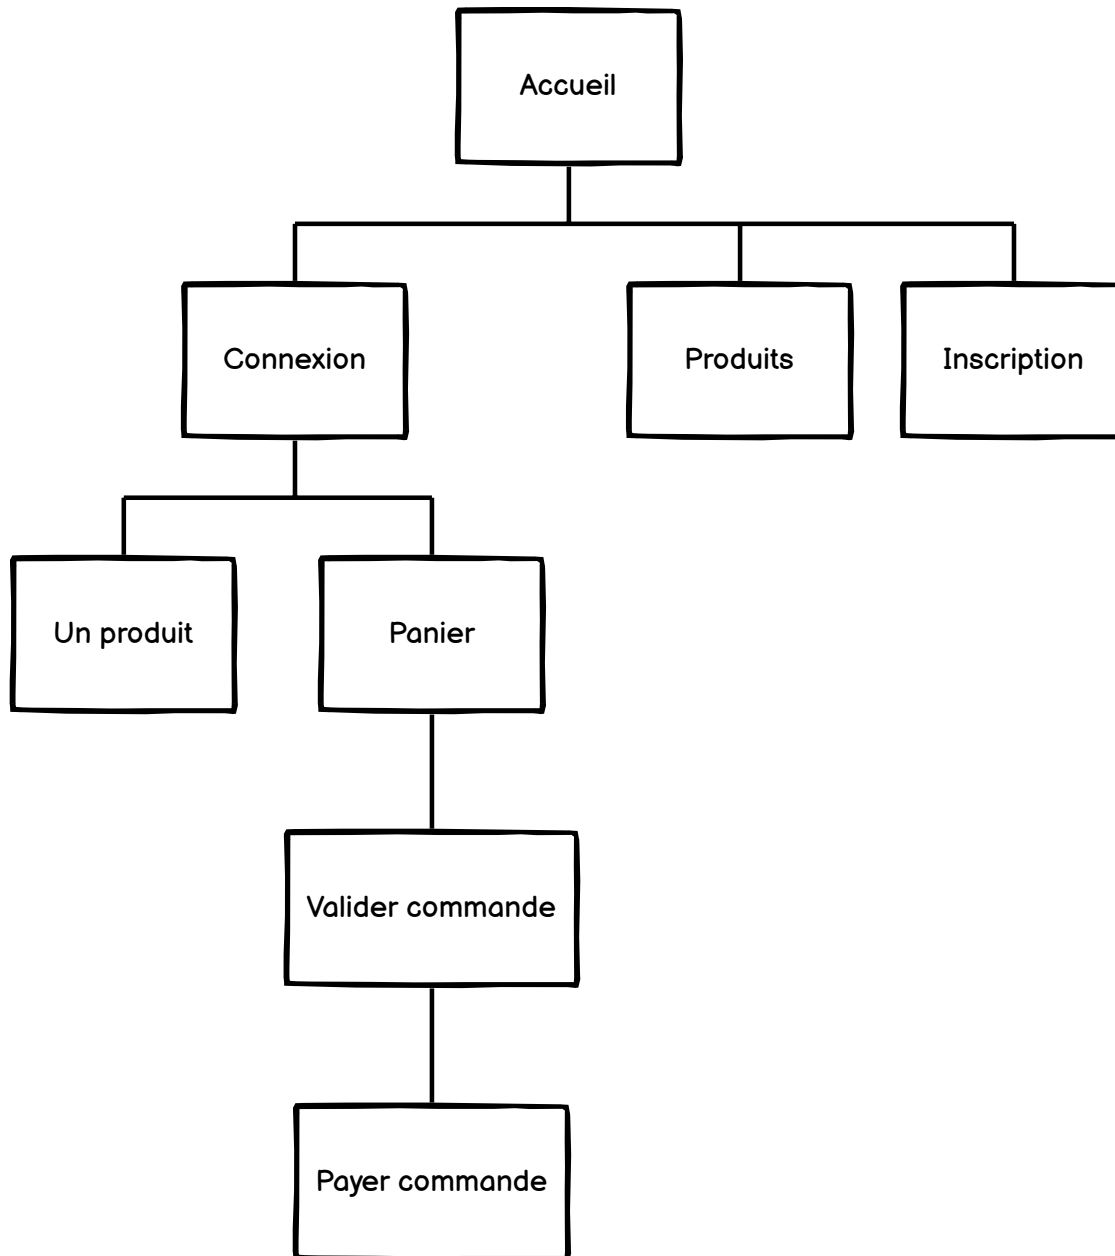 Accueil
Connexion
Produits
Inscription
Un produit
Panier
Valider commande
Payer commande